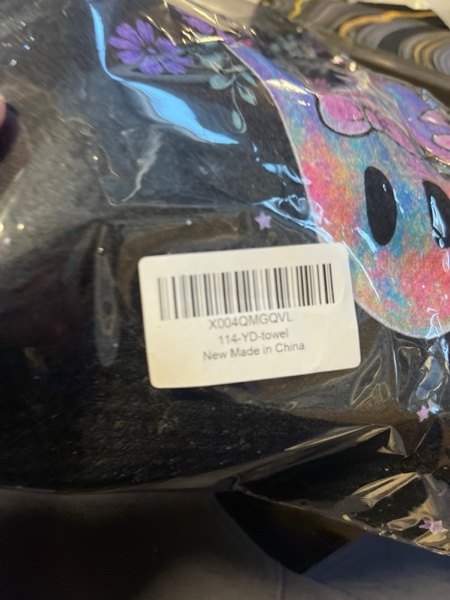 X004QMGQVL
114-YD-towel
New Made in China